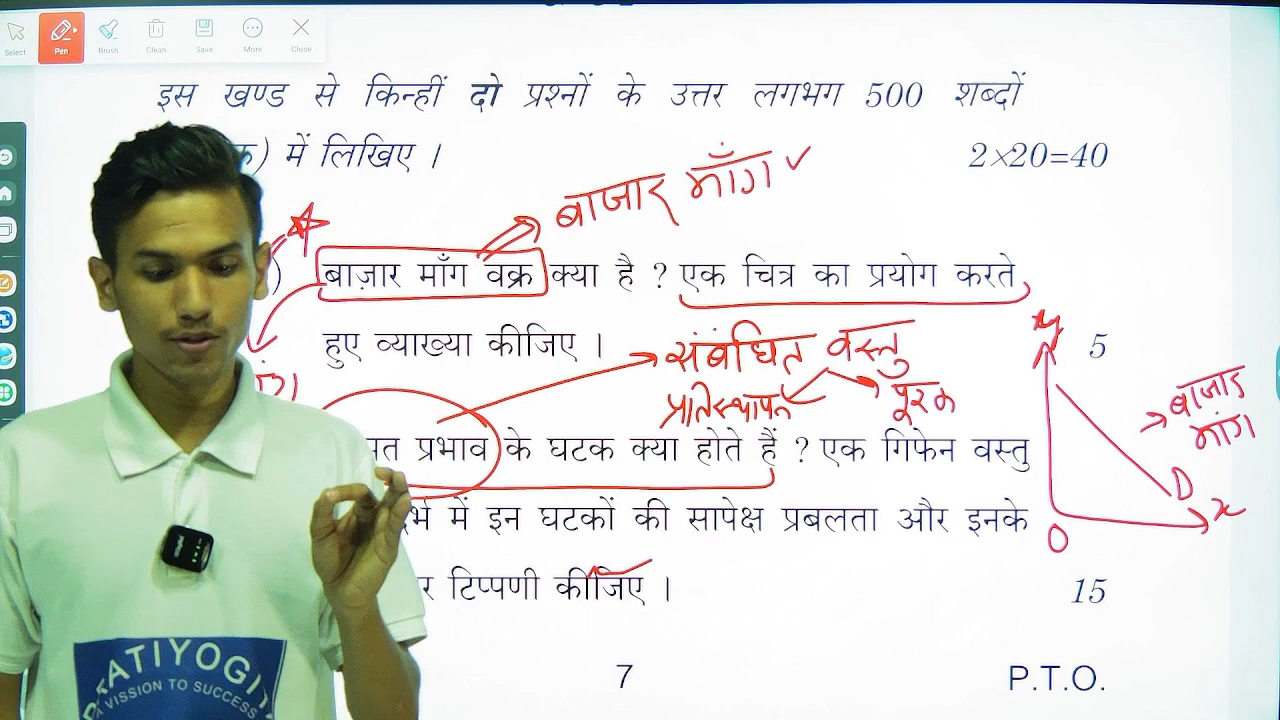 Select Pen Brush Clean Save More Close
इस खण्ड से किन्हीं दो प्रश्नों के उत्तर लगभग 500 शब्दों
) में लिखिए । 2×20=40
बाजार माँग ✓
) बाज़ार माँग वक्र क्या है ? एक चित्र का प्रयोग करते
हुए व्याख्या कीजिए । 5
संबंधित वस्तु
प्रतिस्थापन पूरक
y
बाजार
मांग
D
x
O
प्रभाव के घटक क्या होते हैं ? एक गिफेन वस्तु
में इन घटकों की सापेक्ष प्रबलता और इनके
टिप्पणी कीजिए । 15
7 P.T.O.
ATIYOGI
A VISSION TO SUCCESS